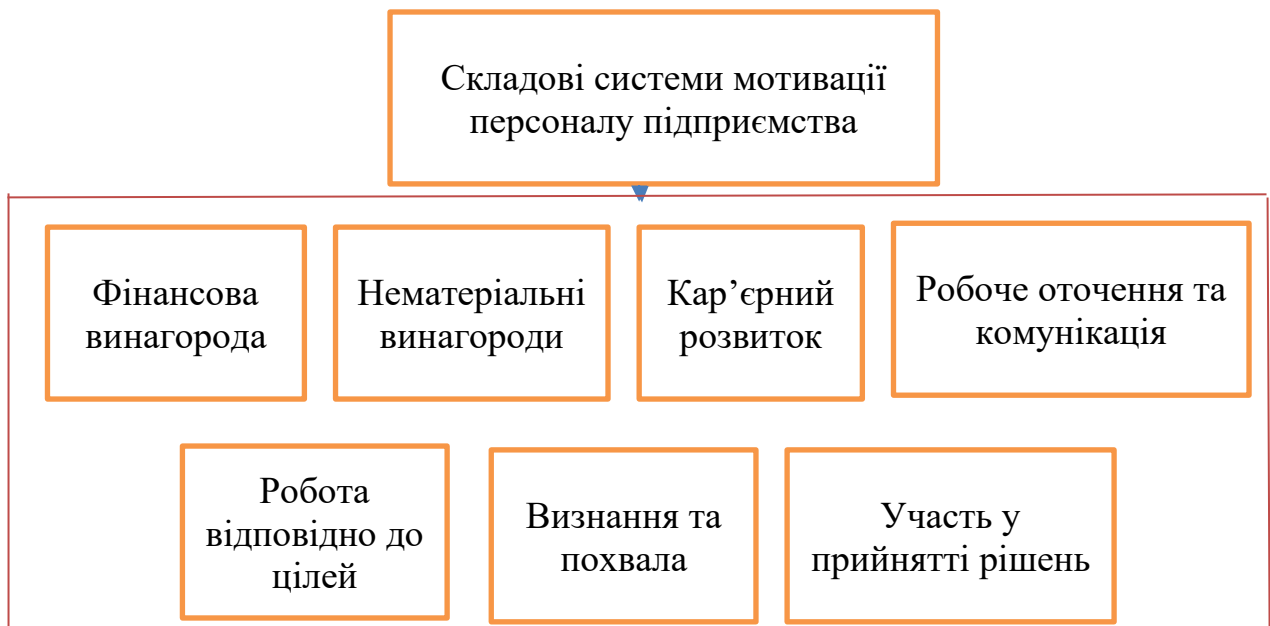 Складові системи мотивації
персоналу підприємства
Фінансова
винагорода
Нематеріальні
винагороди
Кар’єрний
розвиток
Робоче оточення та
комунікація
Робота
відповідно до
цілей
Визнання та
похвала
Участь у
прийнятті рішень